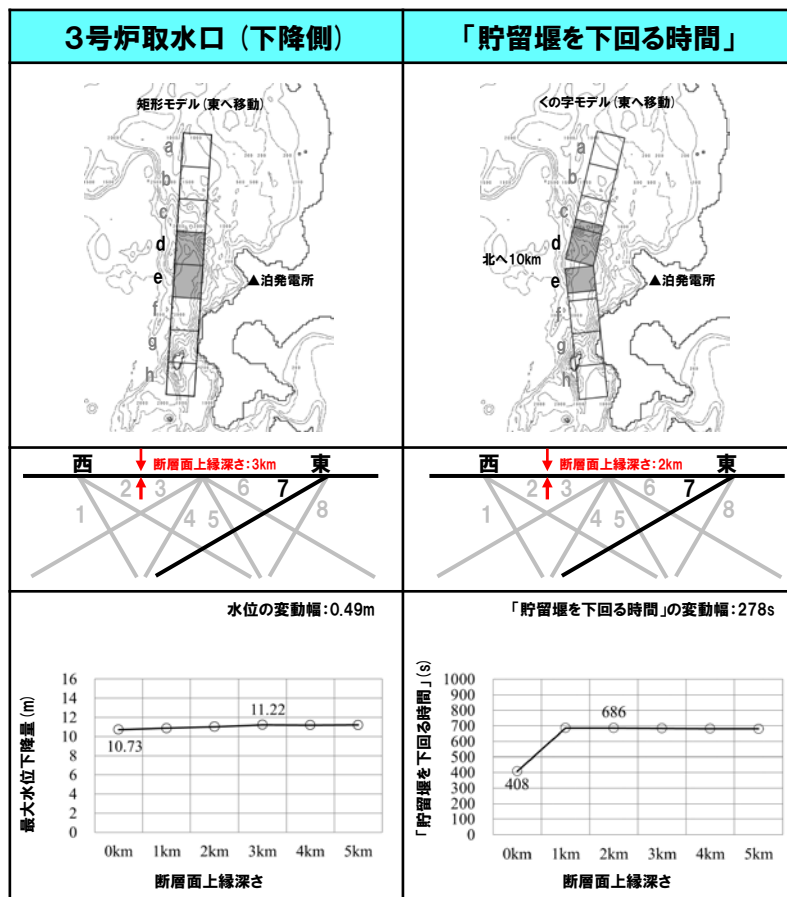 3号炉取水口（下降側）
「貯留堰を下回る時間」
矩形モデル(東へ移動)
a
b
c
d
e
f
g
h
▲泊発電所
くの字モデル(東へ移動)
a
b
c
d
北へ10km
e
f
g
h
▲泊発電所
西
断層面上縁深さ:3km
東
1
2
3
4
5
6
7
8
西
断層面上縁深さ:2km
東
1
2
3
4
5
6
7
8
水位の変動幅:0.49m
最大水位下降量(m)
16
14
12
10
8
6
4
2
0
10.73
11.22
0km 1km 2km 3km 4km 5km
断層面上縁深さ
「貯留堰を下回る時間」の変動幅:278s
「貯留堰を下回る時間」(s)
1000
900
800
700
600
500
400
300
200
100
0
408
686
0km 1km 2km 3km 4km 5km
断層面上縁深さ